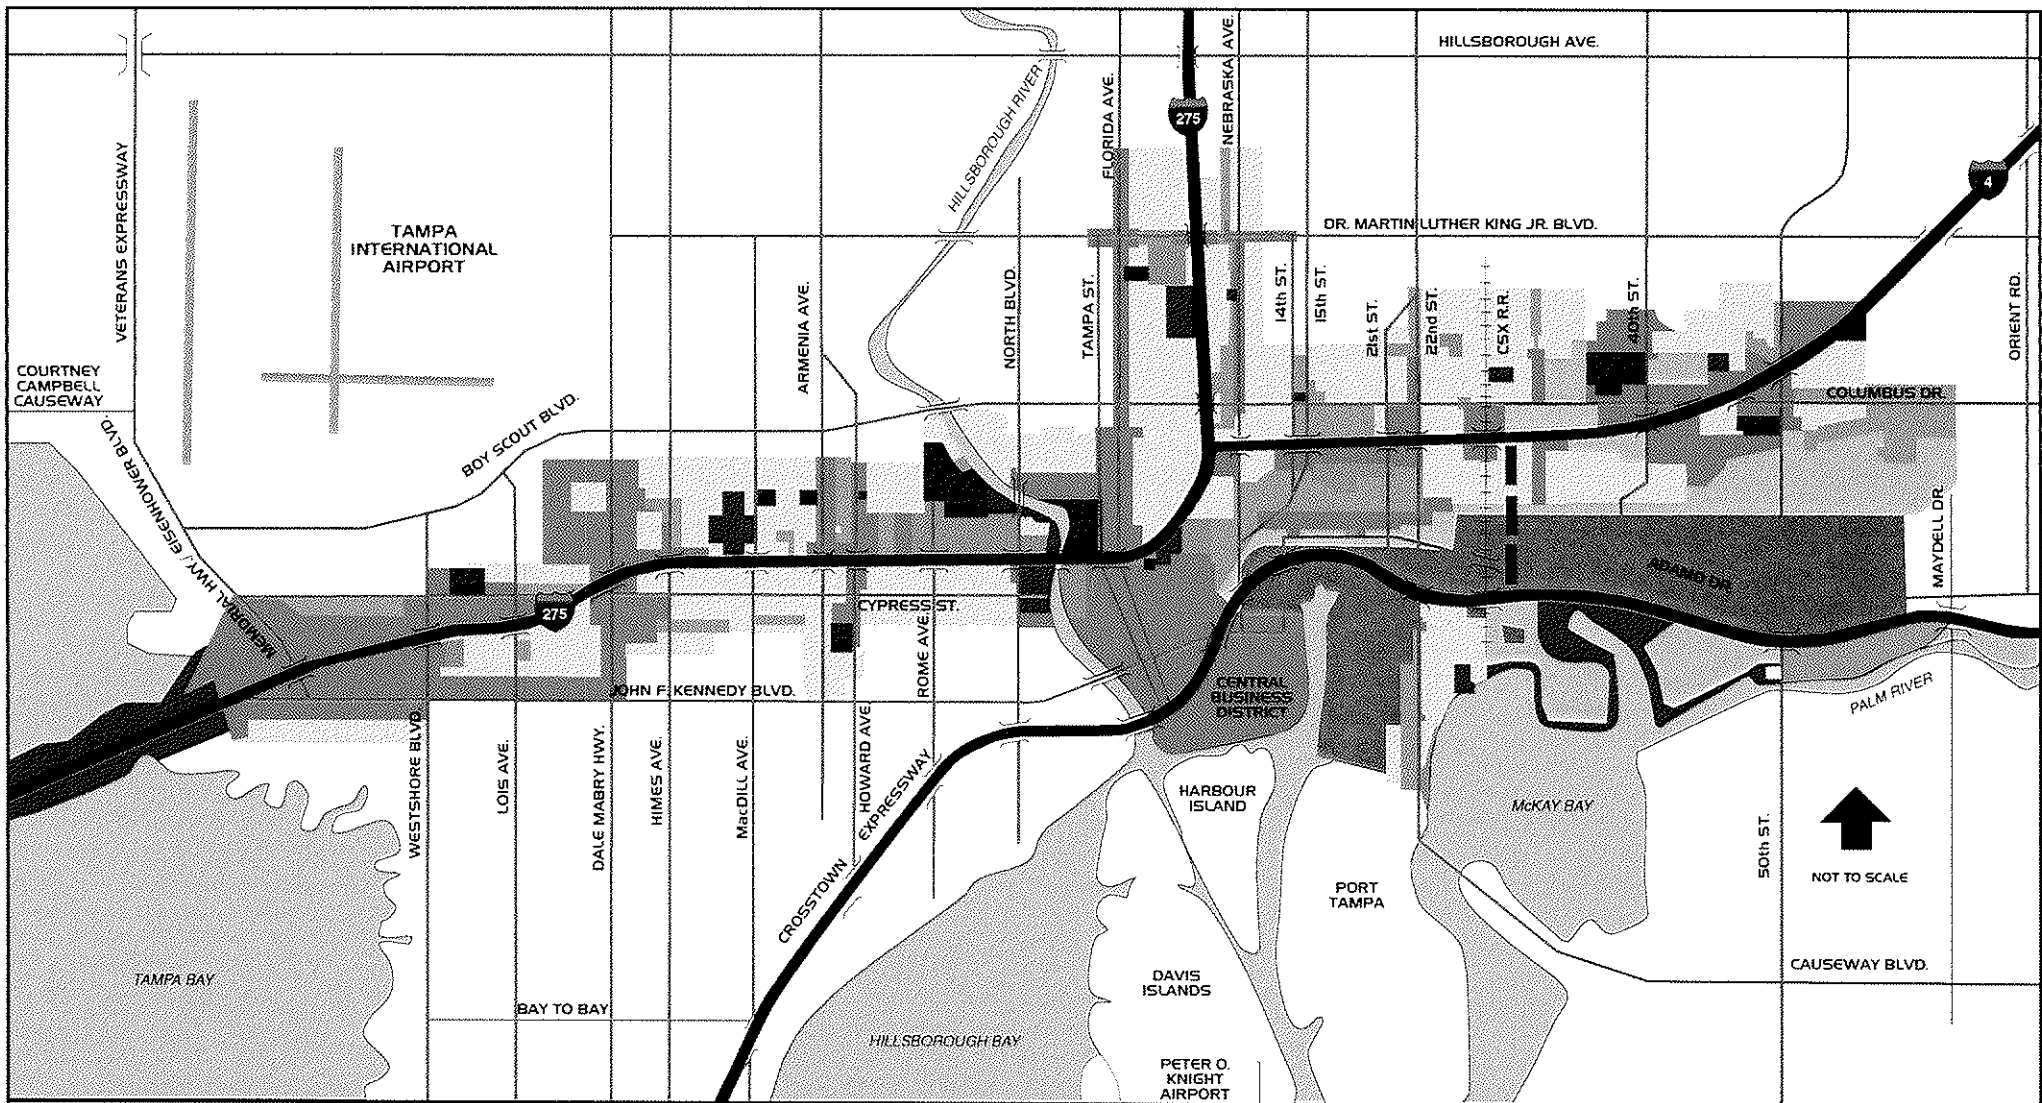 HILLSBOROUGH AVE.
NEBRASKA AVE.
HILLSBOROUGH RIVER
FLORIDA AVE.
275
VETERANS EXPRESSWAY
4
TAMPA
INTERNATIONAL
AIRPORT
DR. MARTIN LUTHER KING JR. BLVD.
ARMENIA AVE.
NORTH BLVD.
TAMPA ST.
14th ST.
15th ST.
21st ST.
22nd ST.
CSX R.R.
40th ST.
ORIENT RD.
COURTNEY
CAMPBELL
CAUSEWAY
COLUMBUS DR.
BOY SCOUT BLVD.
MEMORIAL HWY. / EISENHOWER BLVD.
MAYDELL DR.
ADAMO DR.
275
CYPRESS ST.
ROME AVE.
JOHN F. KENNEDY BLVD.
CENTRAL
BUSINESS
DISTRICT
PALM RIVER
WESTSHORE BLVD.
LOIS AVE.
DALE MABRY HWY.
HIMES AVE.
MacDILL AVE.
HOWARD AVE.
CROSSTOWN EXPRESSWAY
HARBOUR
ISLAND
McKAY BAY
50th ST.
NOT TO SCALE
PORT
TAMPA
CAUSEWAY BLVD.
TAMPA BAY
DAVIS
ISLANDS
BAY TO BAY
HILLSBOROUGH BAY
PETER O.
KNIGHT
AIRPORT